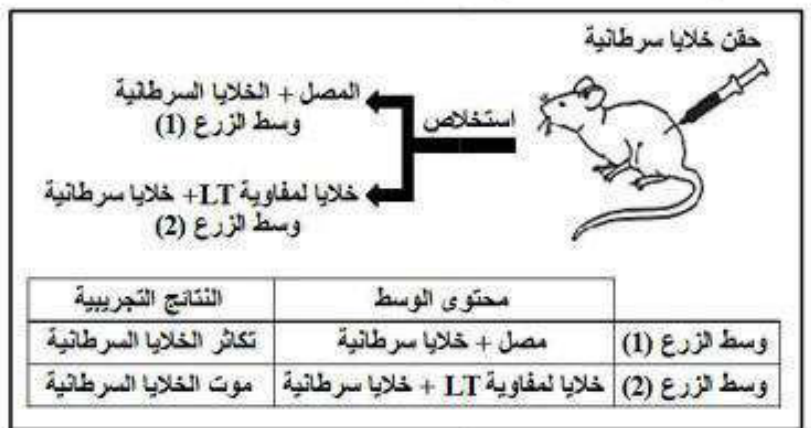 حقن خلايا سرطانية
استخلاص
المصل + الخلايا السرطانية
وسط الزرع (1)
خلايا لمفاوية LT+ خلايا سرطانية
وسط الزرع (2)
محتوى الوسط النتائج التجريبية
وسط الزرع (1) مصل + خلايا سرطانية تكاثر الخلايا السرطانية
وسط الزرع (2) خلايا لمفاوية LT + خلايا سرطانية موت الخلايا السرطانية